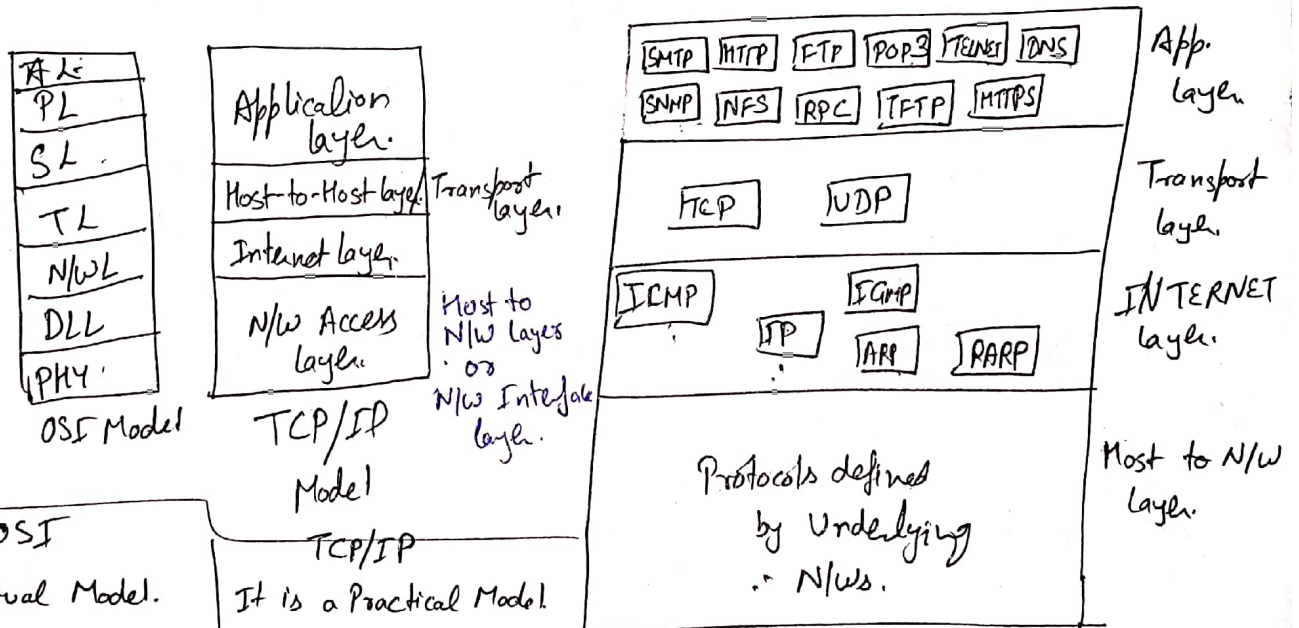 AL
PL
SL.
TL
N/WL
DLL
PHY.
OSI Model
Application
layer.
Host-to-Host layer.
Internet layer.
N/W Access
layer.
TCP/IP
Model
Transport
layer.
Host to
N/W layer
or
N/W Interface
layer.
SMTP HTTP FTP POP3 TELNET DNS
SNMP NFS RPC TFTP HTTPS
App.
layer.
TCP UDP
Transport
layer.
ICMP IGMP
IP ARP RARP
INTERNET
layer.
Protocols defined
by Underlying
N/Ws.
Host to N/W
layer.
OSI
Model.
TCP/IP
It is a Practical Model.